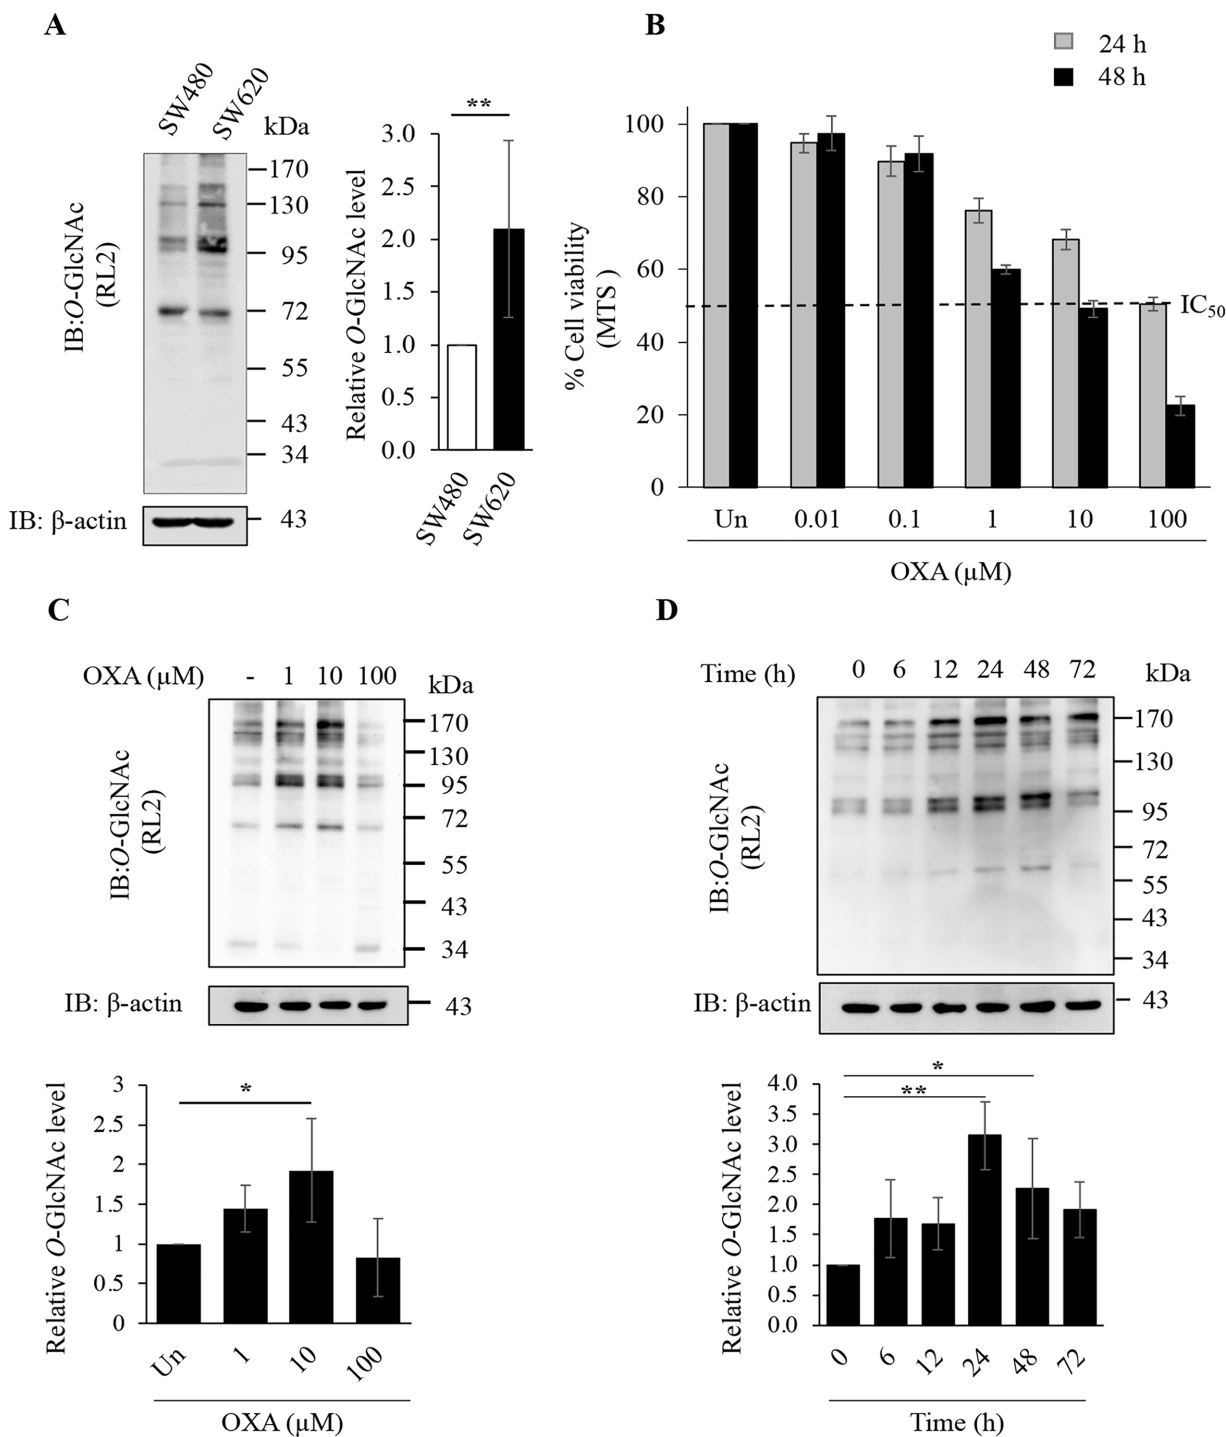 A
SW480
SW620
kDa
170
130
95
72
55
43
34
IB:O-GlcNAc
(RL2)
IB: β-actin
43
**
Relative O-GlcNAc level
3.0
2.5
2.0
1.5
1.0
0.5
0.0
SW480
SW620
B
24 h
48 h
% Cell viability
(MTS )
100
80
60
40
20
0
IC50
Un 0.01 0.1 1 10 100
OXA (µM)
C
OXA (µM) - 1 10 100
kDa
170
130
95
72
55
43
34
IB:O-GlcNAc
(RL2)
IB: β-actin
43
Relative O-GlcNAc level
3
2.5
2
1.5
1
0.5
0
*
Un 1 10 100
OXA (µM)
D
Time (h) 0 6 12 24 48 72 kDa
170
130
95
72
55
43
34
IB:O-GlcNAc
(RL2)
IB: β-actin
43
Relative O-GlcNAc level
4.0
3.5
3.0
2.5
2.0
1.5
1.0
0.5
0.0
*
**
0 6 12 24 48 72
Time (h)